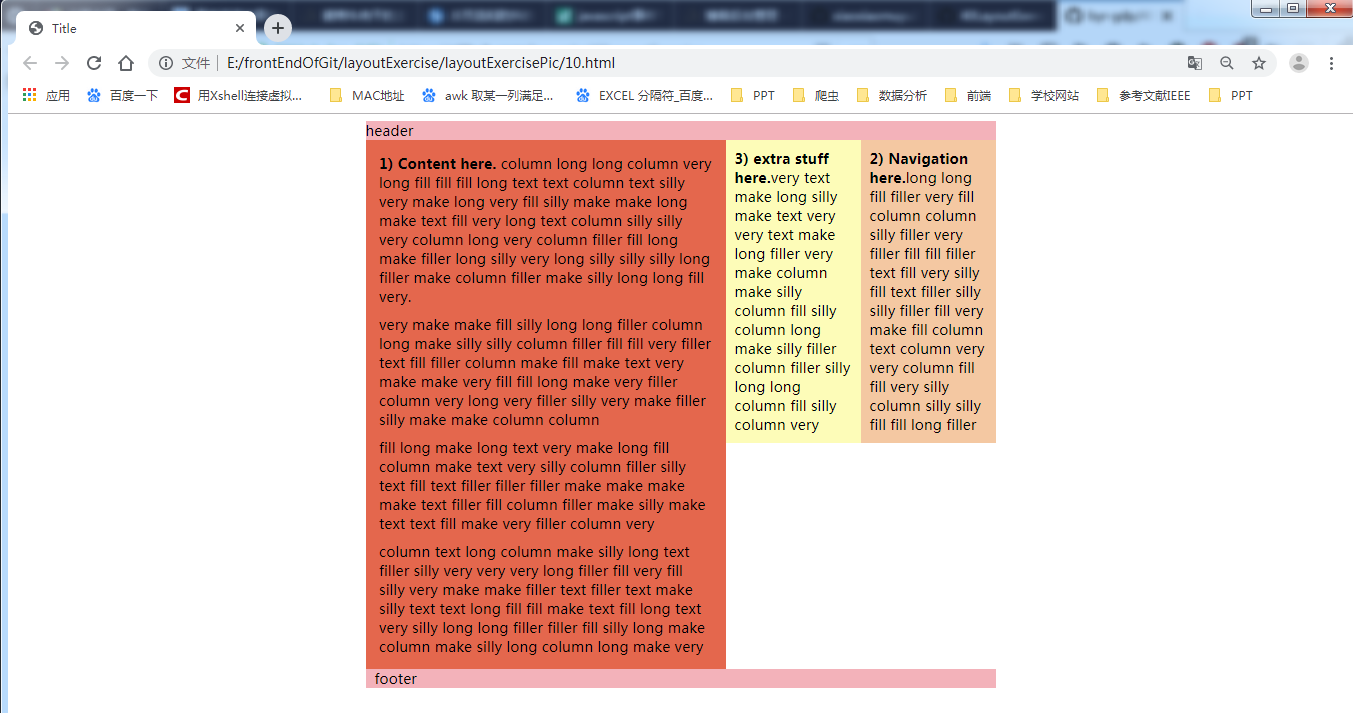 Title
文件 | E:/frontEndOfGit/layoutExercise/layoutExercisePic/10.html
应用 百度一下 用Xshell连接虚拟... MAC地址 awk 取某一列满足... EXCEL 分隔符_百度... PPT 爬虫 数据分析 前端 学校网站 参考文献IEEE PPT
header
1) Content here. column long long column very
long fill fill fill long text text column text silly
very make long very fill silly make make long
make text fill very long text column silly silly
very column long very column filler fill long
make filler long silly very long silly silly silly long
filler make column filler make silly long long fill
very.
very make make fill silly long long filler column
long make silly silly column filler fill fill very filler
text fill filler column make fill make text very
make make very fill fill long make very filler
column very long very filler silly very make filler
silly make make column column
fill long make long text very make long fill
column make text very silly column filler silly
text fill text filler filler filler make make make
make text filler fill column filler make silly make
text text fill make very filler column very
column text long column make silly long text
filler silly very very very long filler fill very fill
silly very make make filler text filler text make
silly text text long fill fill make text fill long text
very silly long long filler filler fill silly long make
column make silly long column long make very
3) extra stuff
here.very text
make long silly
make text very
very text make
long filler very
make column
make silly
column fill silly
column long
make silly filler
column filler silly
long long
column fill silly
column very
2) Navigation
here.long long
fill filler very fill
column column
silly filler very
filler fill fill filler
text fill very silly
fill text filler silly
silly filler fill very
make fill column
text column very
very column fill
fill very silly
column silly silly
fill fill long filler
footer